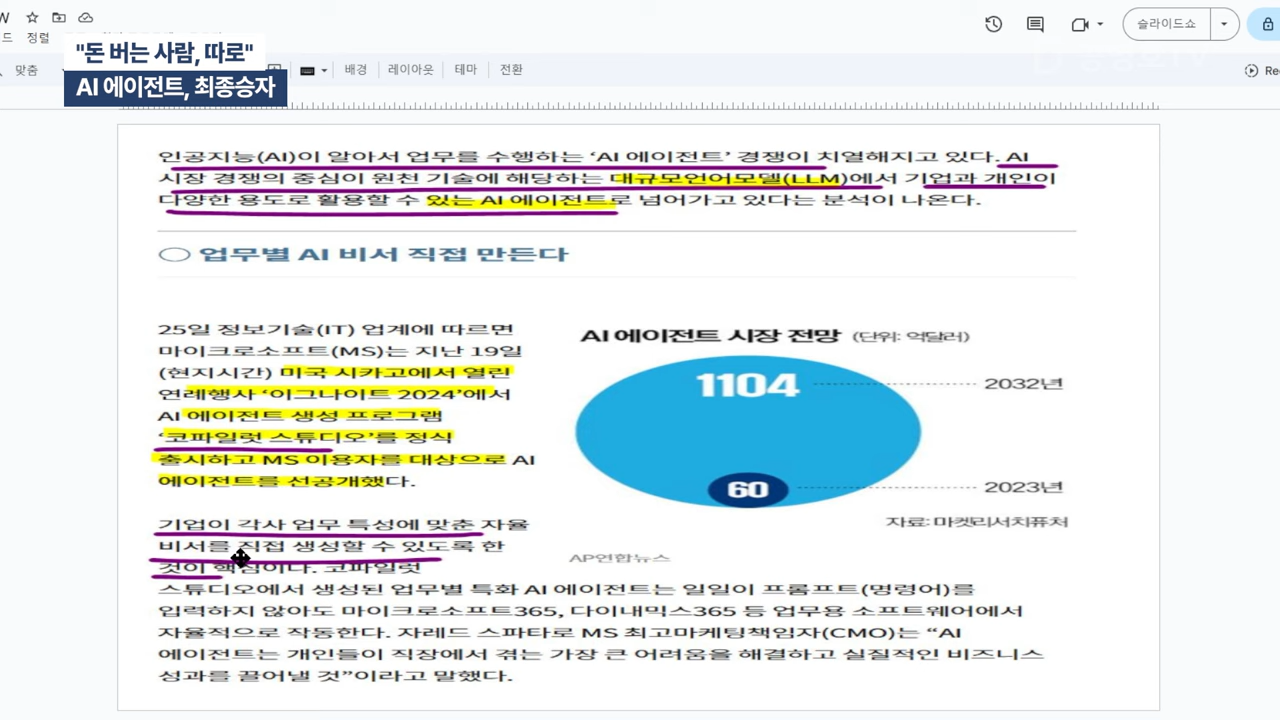 W
드
정렬
슬라이드쇼
"돈 버는 사람, 따로"
AI 에이전트, 최종승자
맞춤
배경
레이아웃
테마
전환
Rec
인공지능(AI)이 알아서 업무를 수행하는 ‘AI 에이전트’ 경쟁이 치열해지고 있다. AI
시장 경쟁의 중심이 원천 기술에 해당하는 대규모언어모델(LLM)에서 기업과 개인이
다양한 용도로 활용할 수 있는 AI 에이전트로 넘어가고 있다는 분석이 나온다.
업무별 AI 비서 직접 만든다
25일 정보기술(IT) 업계에 따르면
마이크로소프트(MS)는 지난 19일
(현지시간) 미국 시카고에서 열린
연례행사 ‘이그나이트 2024’에서
AI 에이전트 생성 프로그램
‘코파일럿 스튜디오’를 정식
출시하고 MS 이용자를 대상으로 AI
에이전트를 선공개했다.
AI 에이전트 시장 전망 (단위: 억달러)
1104
2032년
60
2023년
자료: 마켓리서치퓨처
AP연합뉴스
기업이 각사 업무 특성에 맞춘 자율
비서를 직접 생성할 수 있도록 한
것이 핵심이다. 코파일럿
스튜디오에서 생성된 업무별 특화 AI 에이전트는 일일이 프롬프트(명령어)를
입력하지 않아도 마이크로소프트365, 다이내믹스365 등 업무용 소프트웨어에서
자율적으로 작동한다. 자레드 스파타로 MS 최고마케팅책임자(CMO)는 “AI
에이전트는 개인들이 직장에서 겪는 가장 큰 어려움을 해결하고 실질적인 비즈니스
성과를 끌어낼 것”이라고 말했다.